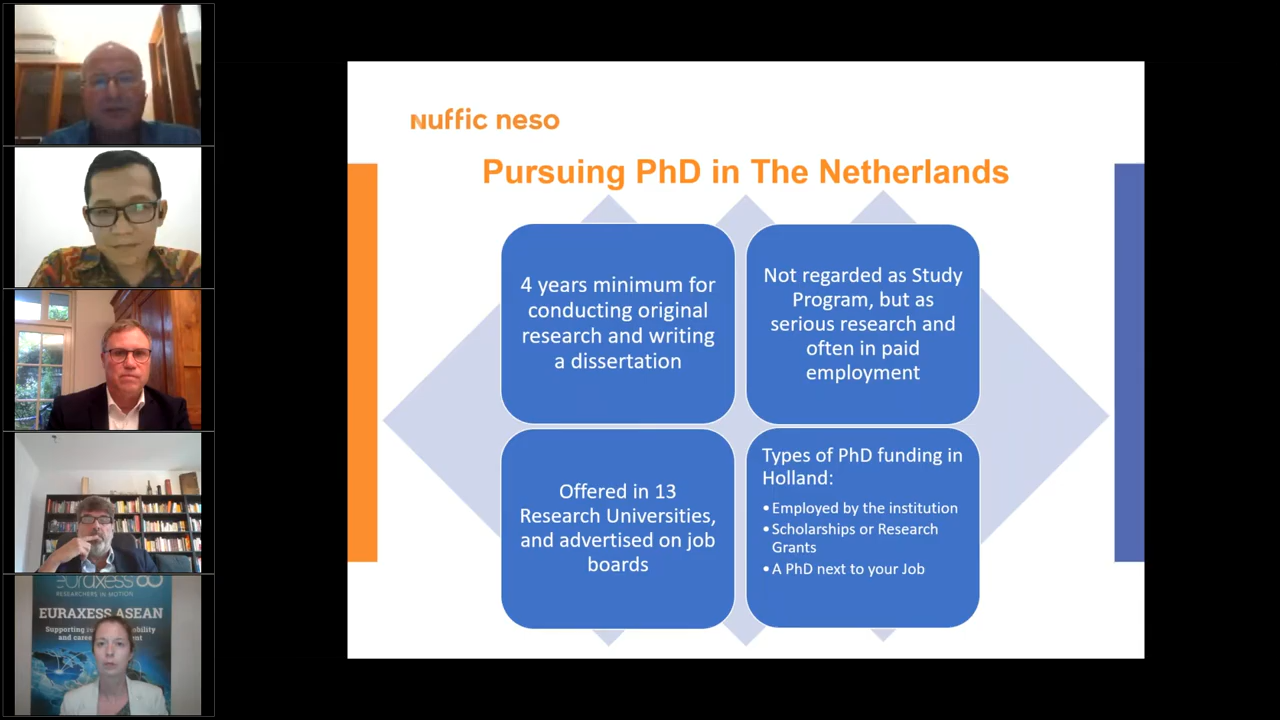 nuffic neso
Pursuing PhD in The Netherlands
4 years minimum for
conducting original
research and writing
a dissertation
Not regarded as Study
Program, but as
serious research and
often in paid
employment
Offered in 13
Research Universities,
and advertised on job
boards
Types of PhD funding in
Holland:
•Employed by the institution
•Scholarships or Research
Grants
•A PhD next to your Job
euraxess
RESEARCHERS IN MOTION
EURAXESS ASEAN
Supporting
and